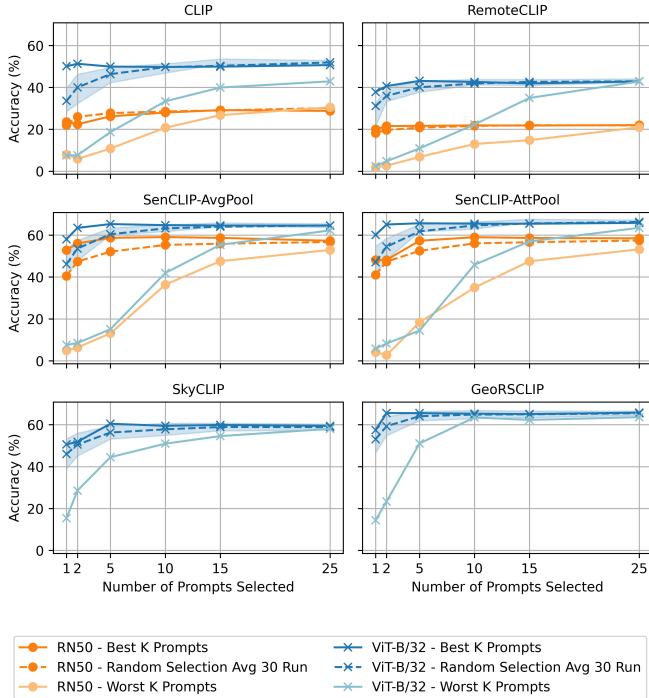 CLIP
RemoteCLIP
60
40
20
0
Accuracy (%)
SenCLIP-AvgPool
SenCLIP-AttPool
60
40
20
0
Accuracy (%)
SkyCLIP
GeoRSCLIP
60
40
20
0
Accuracy (%)
1 2 5 10 15 25
1 2 5 10 15 25
Number of Prompts Selected
Number of Prompts Selected
RN50 - Best K Prompts
RN50 - Random Selection Avg 30 Run
RN50 - Worst K Prompts
ViT-B/32 - Best K Prompts
ViT-B/32 - Random Selection Avg 30 Run
ViT-B/32 - Worst K Prompts